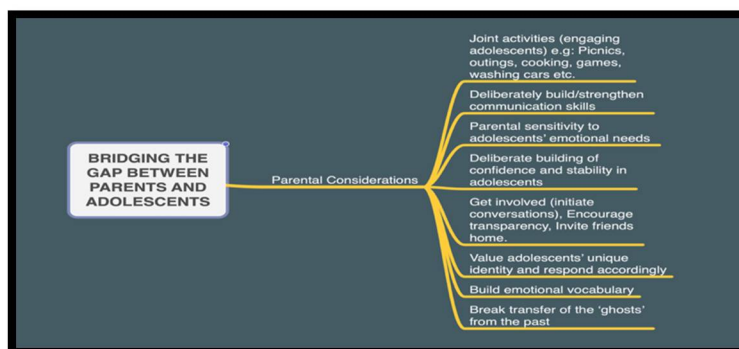 BRIDGING THE
GAP BETWEEN
PARENTS AND
ADOLESCENTS
Parental Considerations
Joint activities (engaging
adolescents) e.g: Picnics,
outings, cooking, games,
washing cars etc.
Deliberately build/strengthen
communication skills
Parental sensitivity to
adolescents' emotional needs
Deliberate building of
confidence and stability in
adolescents
Get involved (initiate
conversations), Encourage
transparency, Invite friends
home.
Value adolescents' unique
identity and respond accordingly
Build emotional vocabulary
Break transfer of the 'ghosts'
from the past